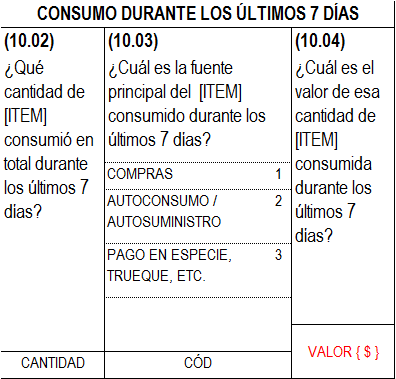 CONSUMO DURANTE LOS ÚLTIMOS 7 DÍAS
(10.02)
¿Qué
cantidad de
[ITEM]
consumió en
total durante
los últimos 7
días?
CANTIDAD
(10.03)
¿Cuál es la fuente
principal del [ITEM]
consumido durante los
últimos 7 días?
COMPRAS 1
AUTOCONSUMO / 2
AUTOSUMINISTRO
PAGO EN ESPECIE, 3
TRUEQUE, ETC.
CÓD
(10.04)
¿Cuál es el
valor de esa
cantidad de
[ITEM]
consumida
durante los
últimos 7
días?
VALOR { $ }